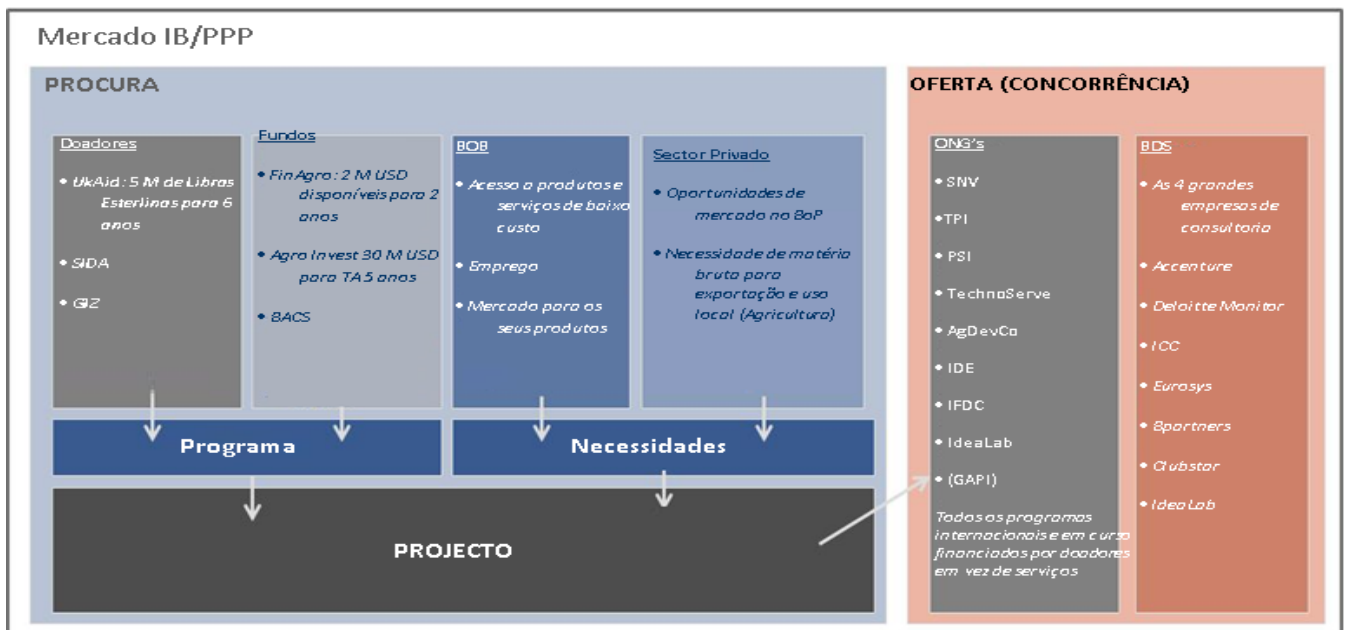 Mercado IB/PPP
PROCURA
Doadores
• UkAid: 5 M de Libras
Esterlinas para 6
anos
• SIDA
• GIZ
Fundos
• FinAgro: 2 M USD
disponíveis para 2
anos
• Agro Invest 30 M USD
para TA 5 anos
• BACS
BOB
• Acesso a produtos e
serviços de baixo
custo
• Emprego
• Mercado para os
seus produtos
Sector Privado
• Oportunidades de
mercado no BoP
• Necessidade de matéria
bruta para
exportação e uso
local (Agricultura)
Programa
Necessidades
PROJECTO
OFERTA (CONCORRÊNCIA)
ONG's
• SNV
•TPI
• PSI
• TechnoServe
• AgDevCo
• IDE
• IFDC
• IdeaLab
• (GAPI)
Todos os programas
internacionais e em curso
financiados por doadores
em vez de serviços
BDS
• As 4 grandes
empresas de
consultoria
• Accenture
• Deloitte Monitor
• ICC
• Eurosys
• Bpartners
• Clubstar
• IdeaLab